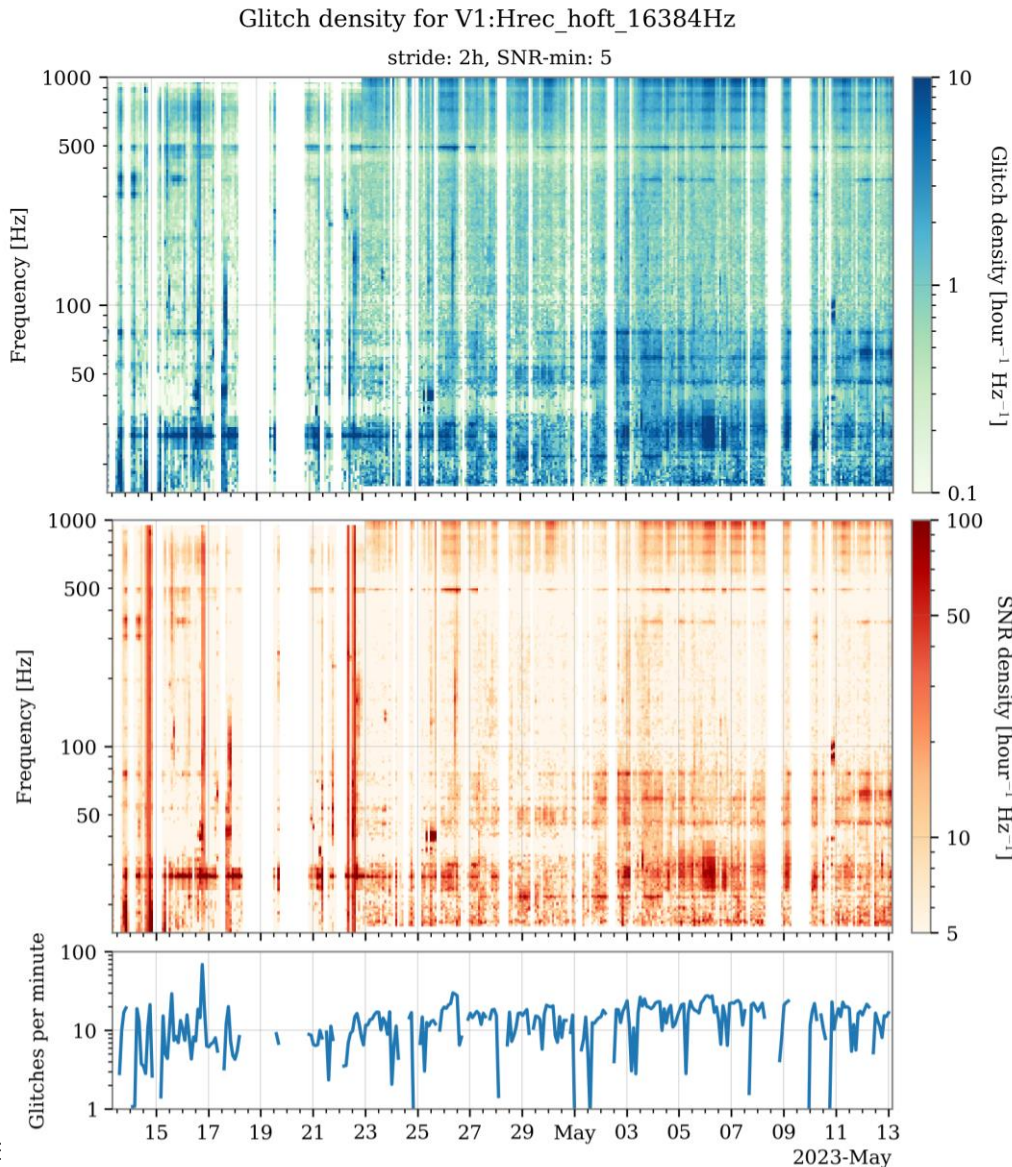 Glitch density for V1:Hrec_hoft_16384Hz
stride: 2h, SNR-min: 5
1000
500
100
50
Frequency [Hz]
10
1
0.1
Glitch density [hour⁻¹ Hz⁻¹]
1000
500
100
50
Frequency [Hz]
100
50
10
5
SNR density [hour⁻¹ Hz⁻¹]
100
10
1
Glitches per minute
15 17 19 21 23 25 27 29 May 03 05 07 09 11 13
2023-May